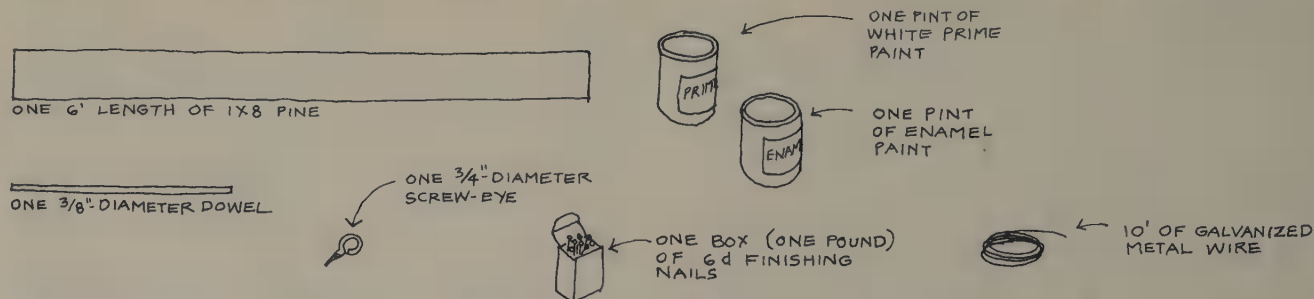 ONE PINT OF
WHITE PRIME
PAINT
PRIME
ONE 6' LENGTH OF 1X8 PINE
ONE PINT
OF ENAMEL
PAINT
ENAM
ONE 3/4"-DIAMETER
SCREW-EYE
ONE 3/8"-DIAMETER DOWEL
ONE BOX (ONE POUND)
OF 6d FINISHING
NAILS
10' OF GALVANIZED
METAL WIRE